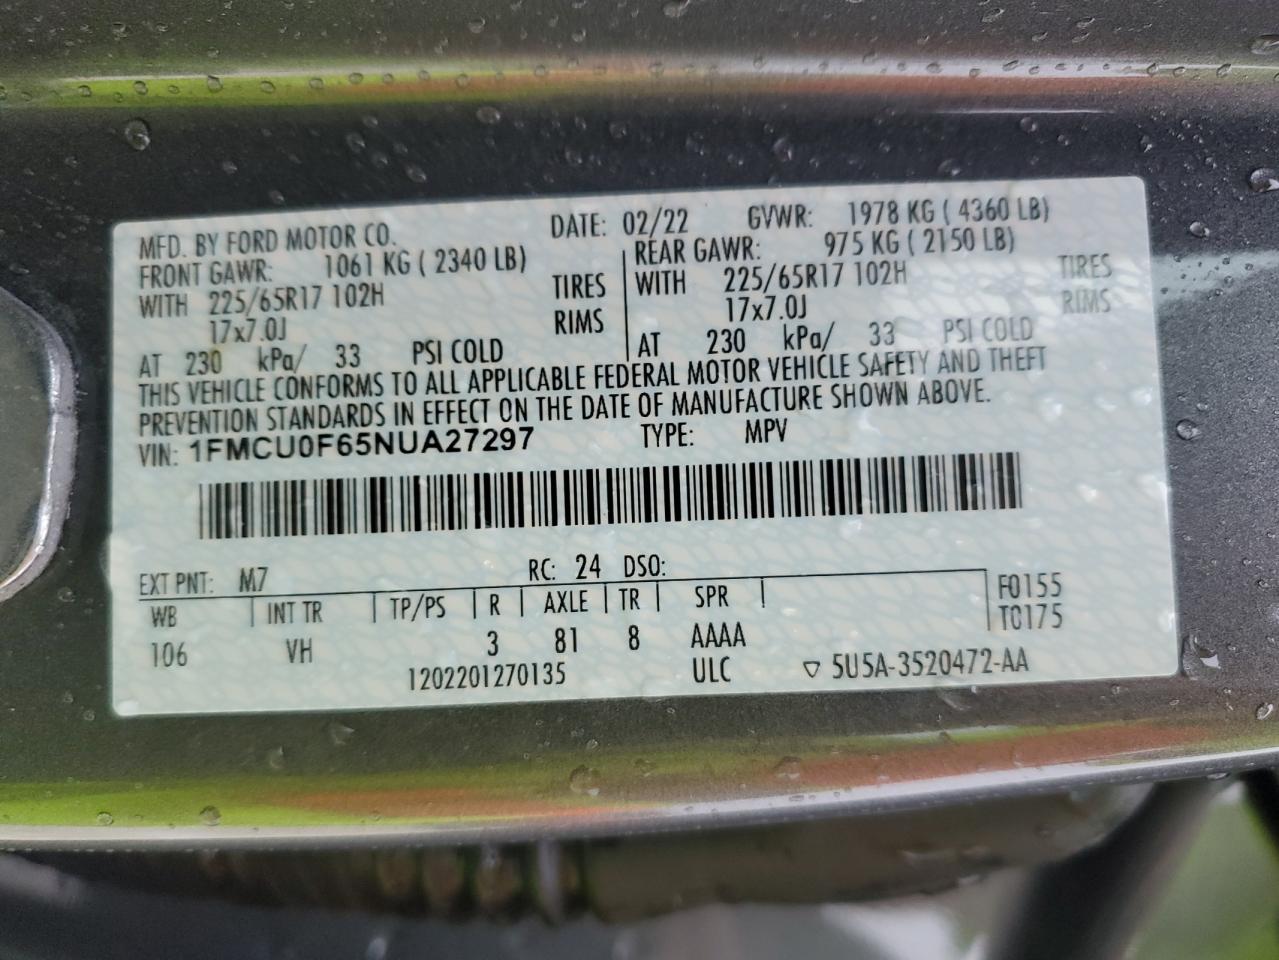 MFD. BY FORD MOTOR CO. DATE: 02/22 GVWR: 1978 KG ( 4360 LB)
FRONT GAWR: 1061 KG ( 2340 LB) REAR GAWR: 975 KG ( 2150 LB)
WITH 225/65R17 102H TIRES WITH 225/65R17 102H TIRES
17x7.0J RIMS 17x7.0J RIMS
AT 230 kPa/ 33 PSI COLD AT 230 kPa/ 33 PSI COLD
THIS VEHICLE CONFORMS TO ALL APPLICABLE FEDERAL MOTOR VEHICLE SAFETY AND THEFT
PREVENTION STANDARDS IN EFFECT ON THE DATE OF MANUFACTURE SHOWN ABOVE.
VIN: 1FMCU0F65NUA27297 TYPE: MPV
EXT PNT: M7 RC: 24 DSO:
WB INT TR TP/PS R AXLE TR SPR F0155
106 VH 3 81 8 AAAA T0175
1202201270135 ULC ▽ 5U5A-3520472-AA